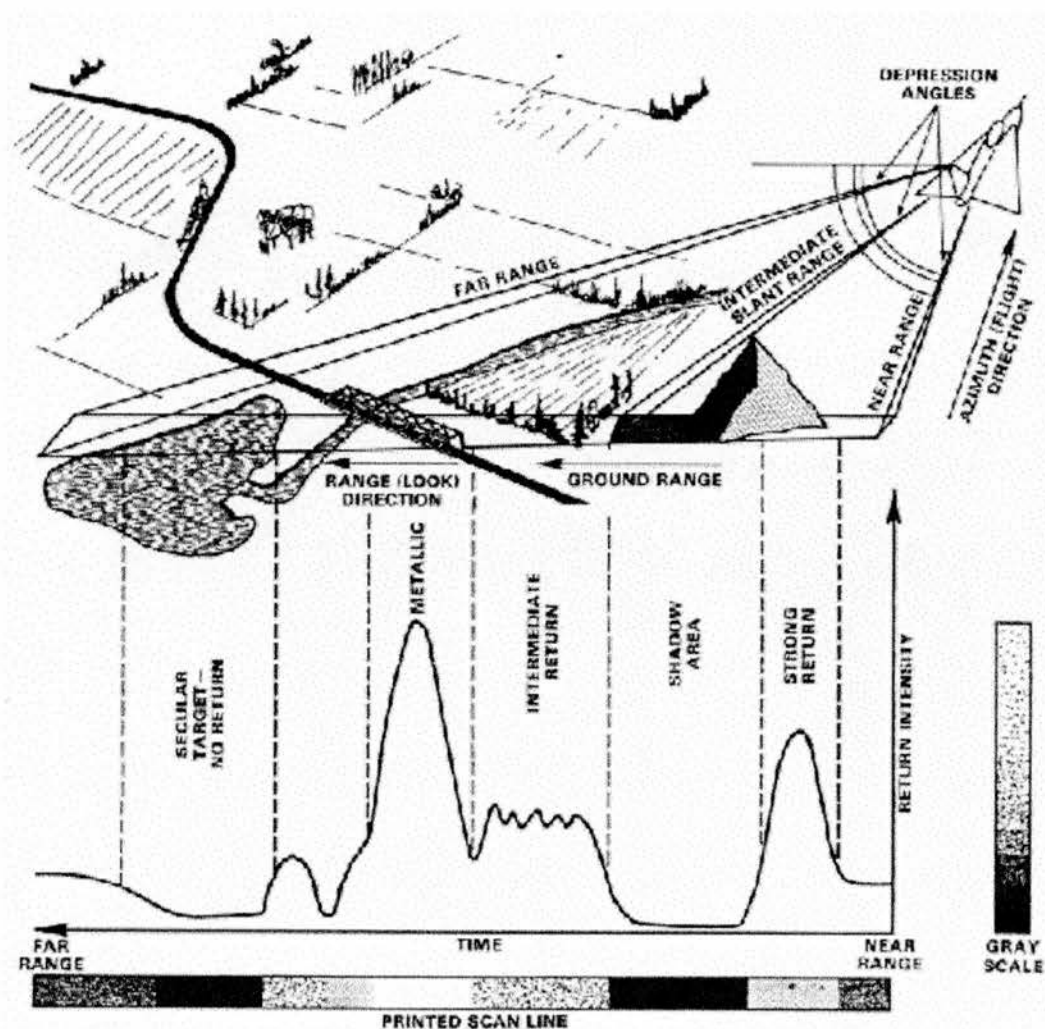 DEPRESSION
ANGLES
FAR RANGE
INTERMEDIATE
SLANT RANGE
NEAR RANGE
AZIMUTH (FLIGHT)
DIRECTION
RANGE (LOOK)
DIRECTION
GROUND RANGE
SECULAR
TARGET—
NO RETURN
METALLIC
INTERMEDIATE
RETURN
SHADOW
AREA
STRONG
RETURN
RETURN INTENSITY
FAR
RANGE
TIME
NEAR
RANGE
GRAY
SCALE
PRINTED SCAN LINE